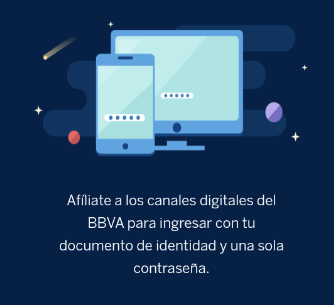 Afíliate a los canales digitales del
BBVA para ingresar con tu
documento de identidad y una sola
contraseña.